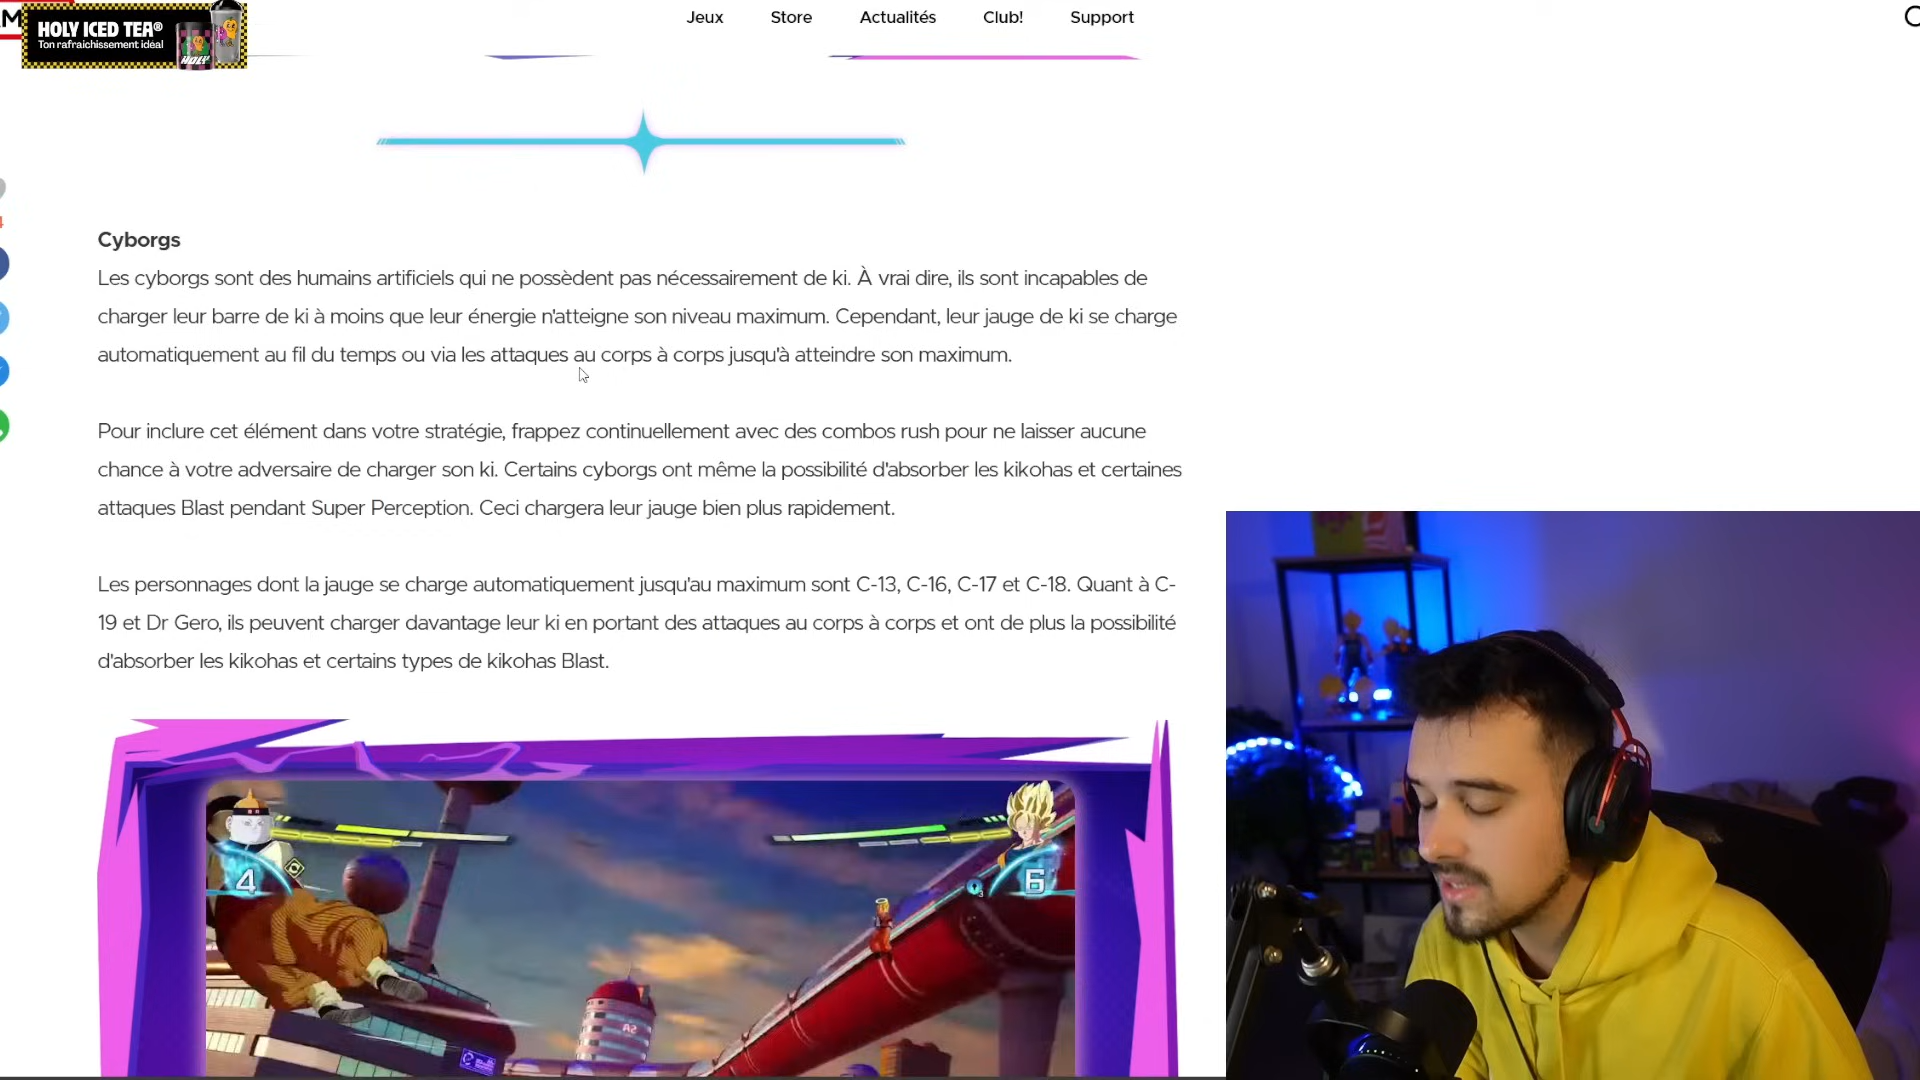 HOLY ICED TEA®
Ton rafraichissement idéal
HOLY
Jeux
Store
Actualités
Club!
Support
Cyborgs
Les cyborgs sont des humains artificiels qui ne possèdent pas nécessairement de ki. À vrai dire, ils sont incapables de
charger leur barre de ki à moins que leur énergie n'atteigne son niveau maximum. Cependant, leur jauge de ki se charge
automatiquement au fil du temps ou via les attaques au corps à corps jusqu'à atteindre son maximum.
Pour inclure cet élément dans votre stratégie, frappez continuellement avec des combos rush pour ne laisser aucune
chance à votre adversaire de charger son ki. Certains cyborgs ont même la possibilité d'absorber les kikohas et certaines
attaques Blast pendant Super Perception. Ceci chargera leur jauge bien plus rapidement.
Les personnages dont la jauge se charge automatiquement jusqu'au maximum sont C-13, C-16, C-17 et C-18. Quant à C-
19 et Dr Gero, ils peuvent charger davantage leur ki en portant des attaques au corps à corps et ont de plus la possibilité
d'absorber les kikohas et certains types de kikohas Blast.
4
6
3
A2